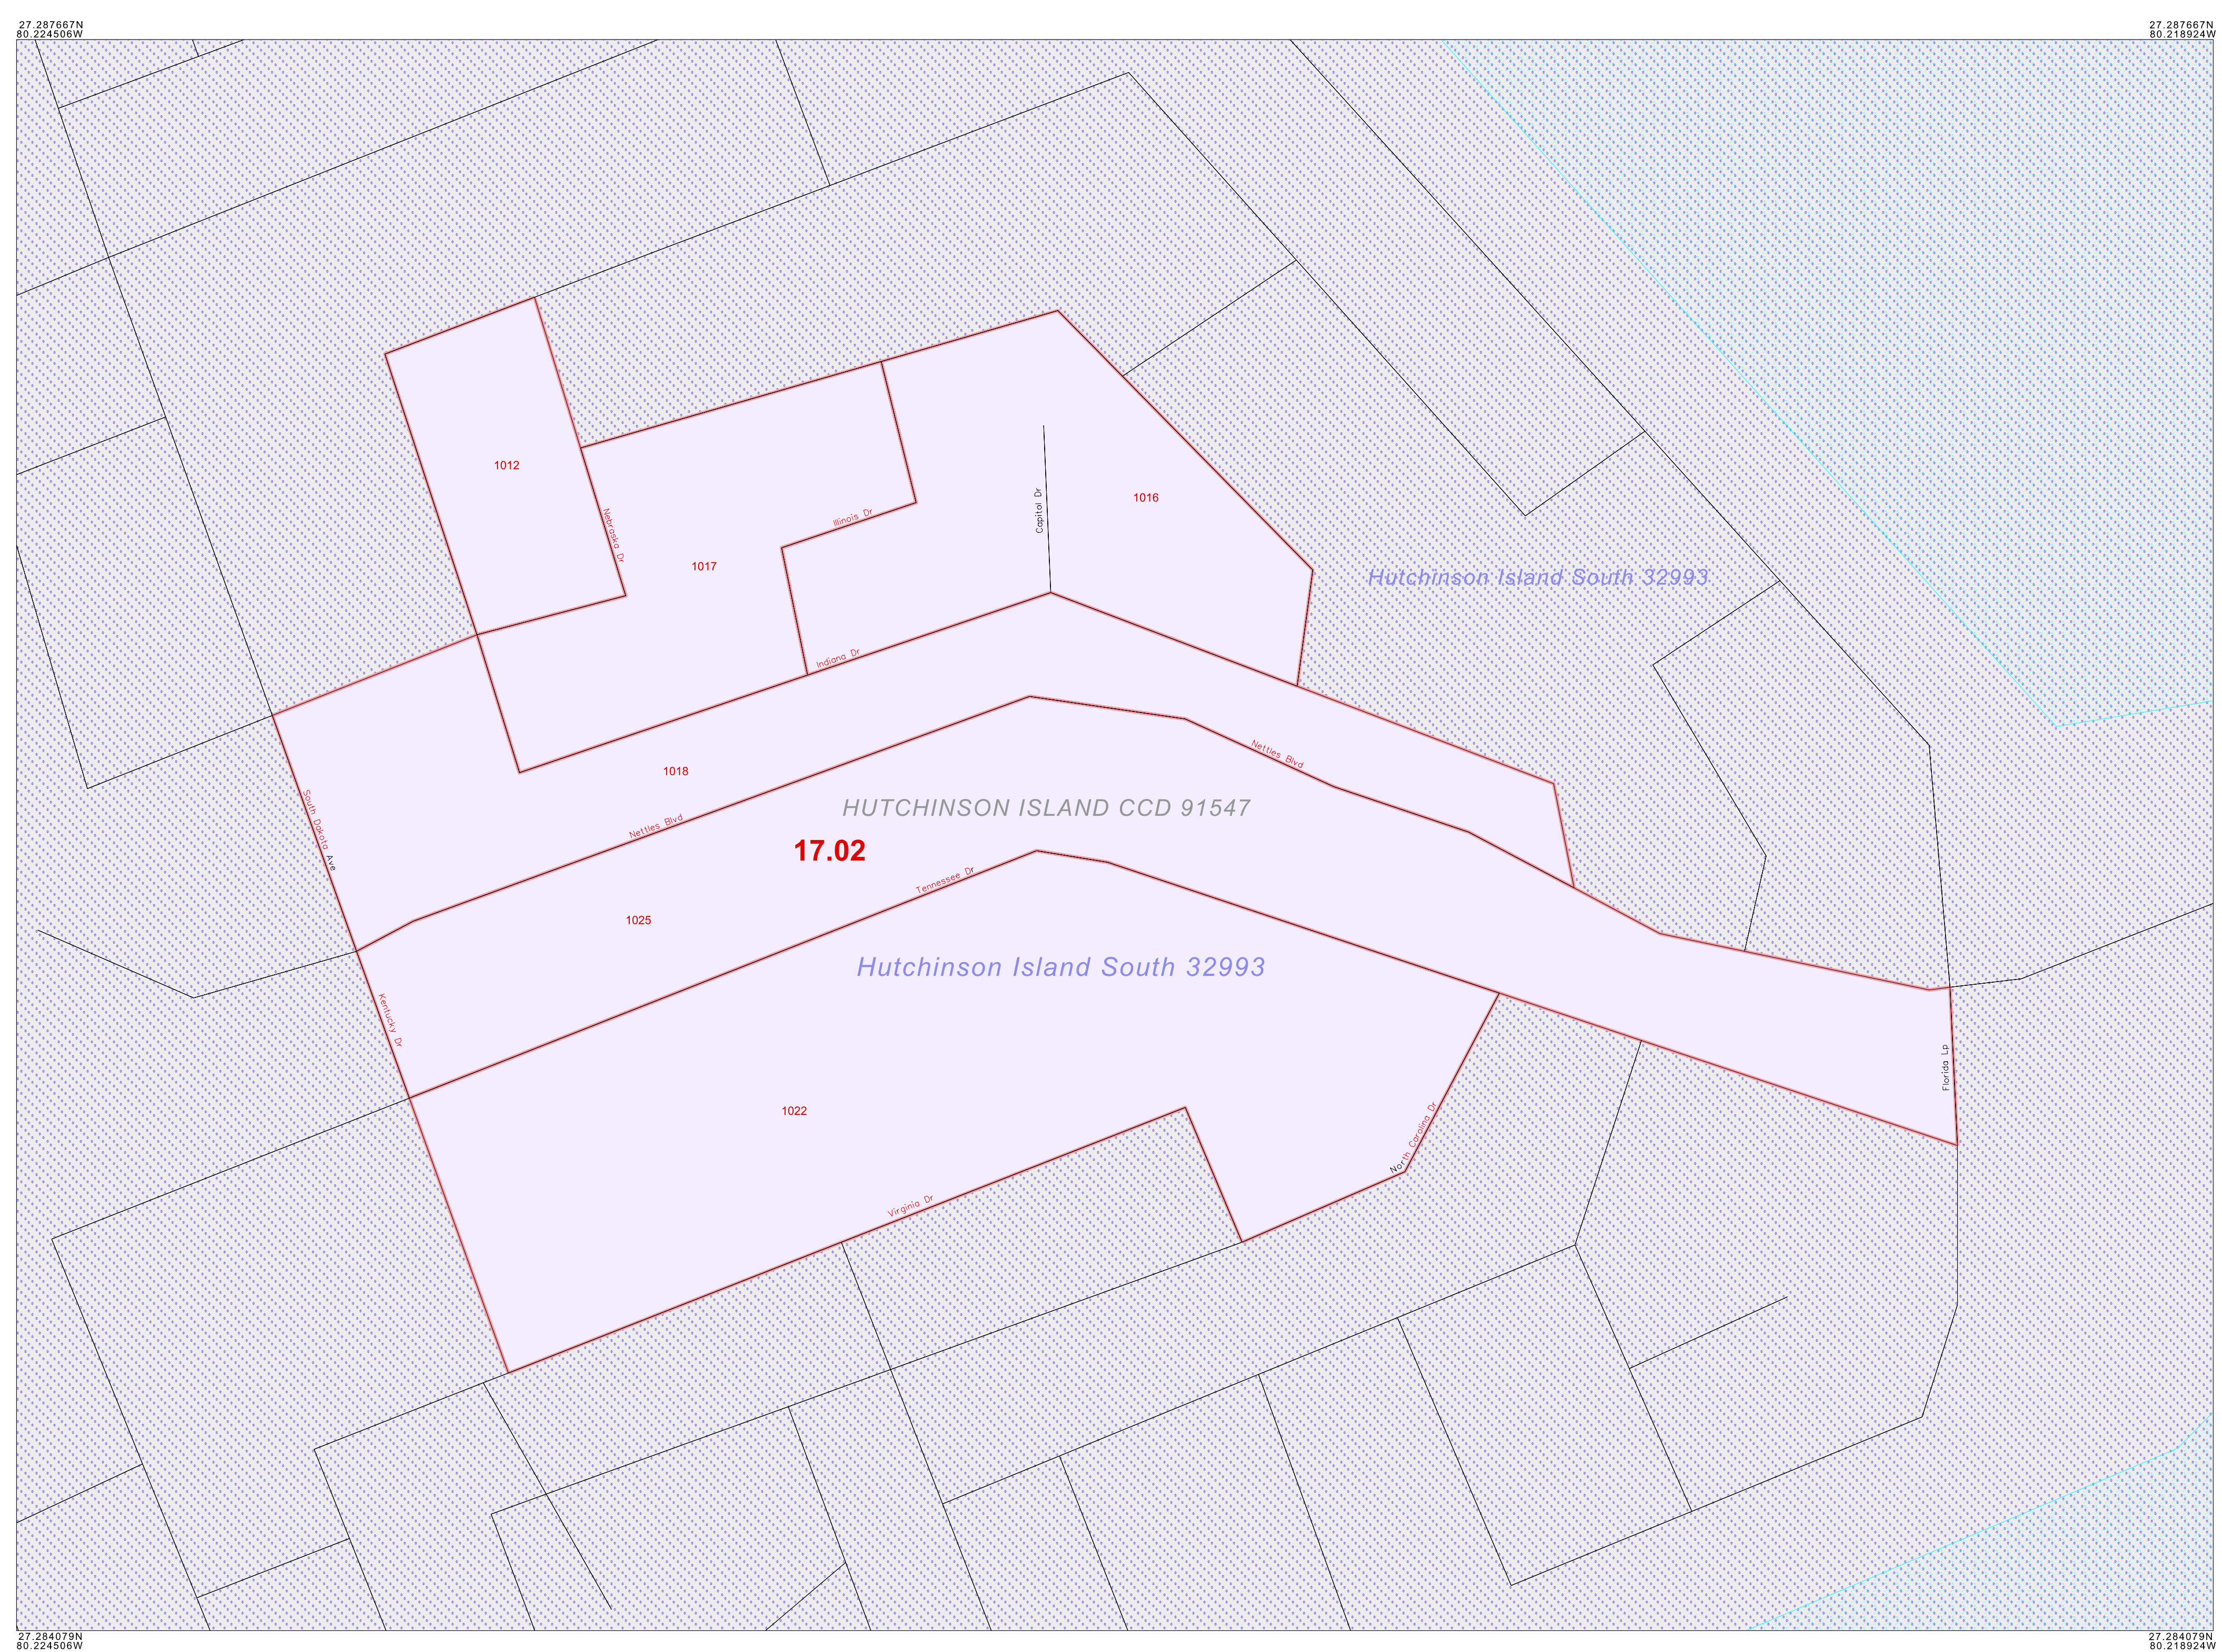 27.287667N
80.224506W
27.287667N
80.218924W
1012
1016
Capitol Dr
Illinois Dr
Nebraska Dr
1017
Hutchinson Island South 32993
Indiana Dr
Nettles Blvd
1018
HUTCHINSON ISLAND CCD 91547
South Dakota Ave
Nettles Blvd
17.02
Tennessee Dr
1025
Hutchinson Island South 32993
Kentucky Dr
Florida Lp
1022
North Carolina Dr
Virginia Dr
27.284079N
80.224506W
27.284079N
80.218924W